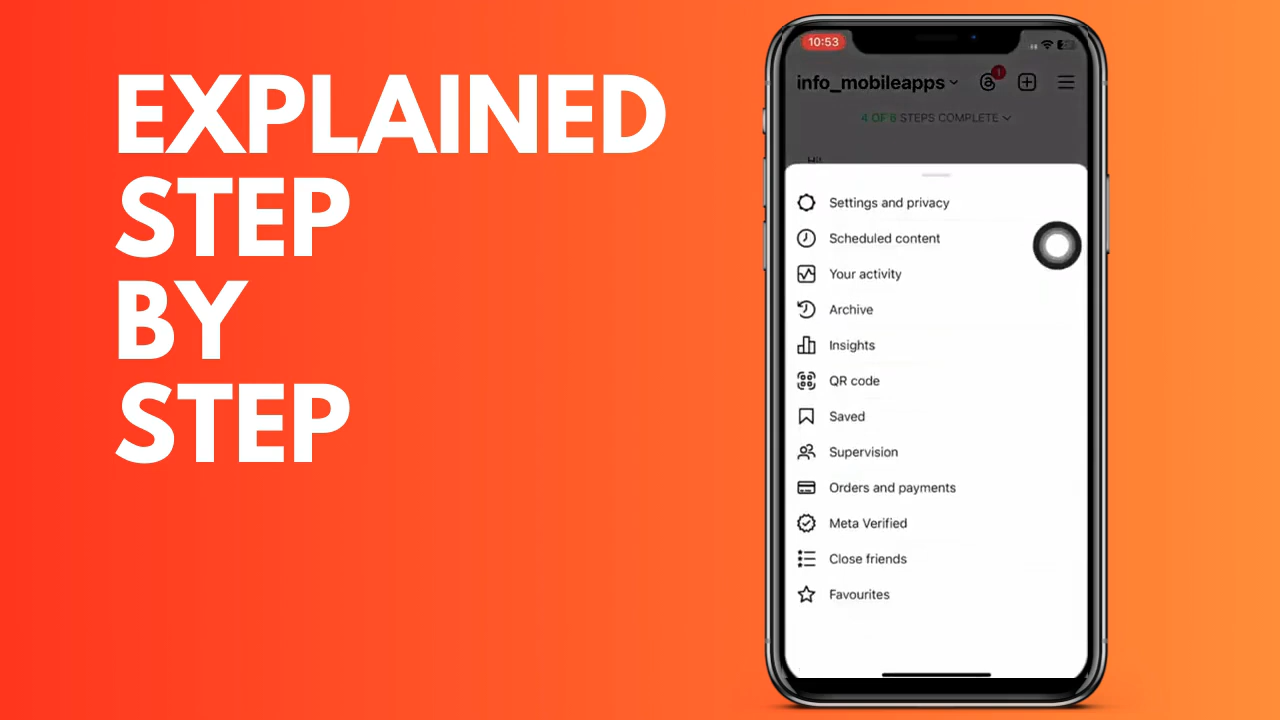 EXPLAINED
STEP
BY
STEP
10:53
info_mobileapps
1
4 OF 8 STEPS COMPLETE
Settings and privacy
Scheduled content
Your activity
Archive
Insights
QR code
Saved
Supervision
Orders and payments
Meta Verified
Close friends
Favourites